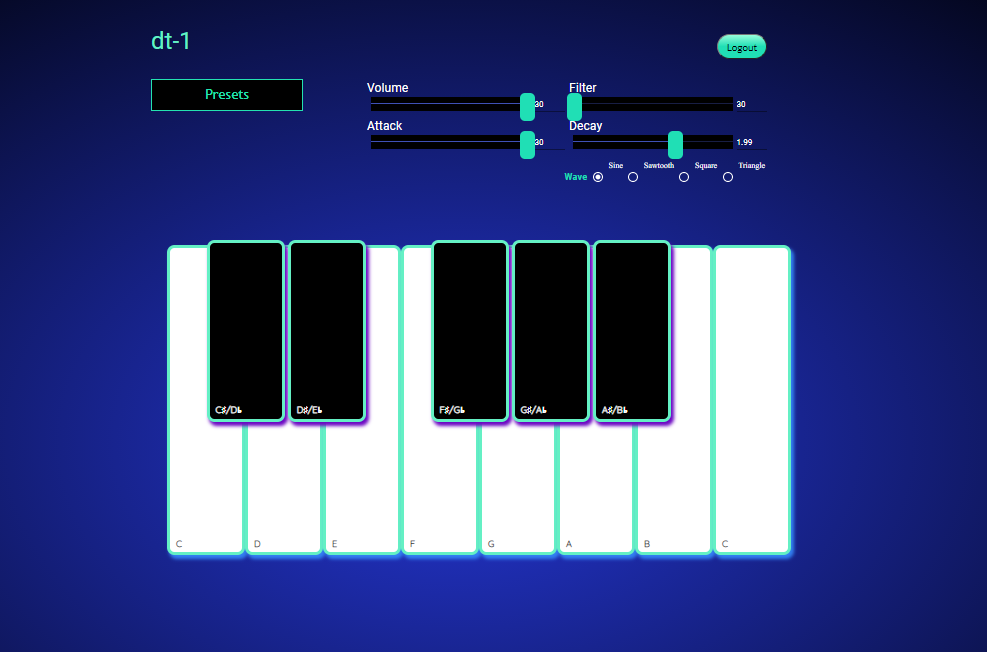 dt-1
Logout
Presets
Volume
30
Filter
30
Attack
30
Decay
1.99
Wave
Sine
Sawtooth
Square
Triangle
C♯/D♭
D♯/E♭
F♯/G♭
G♯/A♭
A♯/B♭
C
D
E
F
G
A
B
C